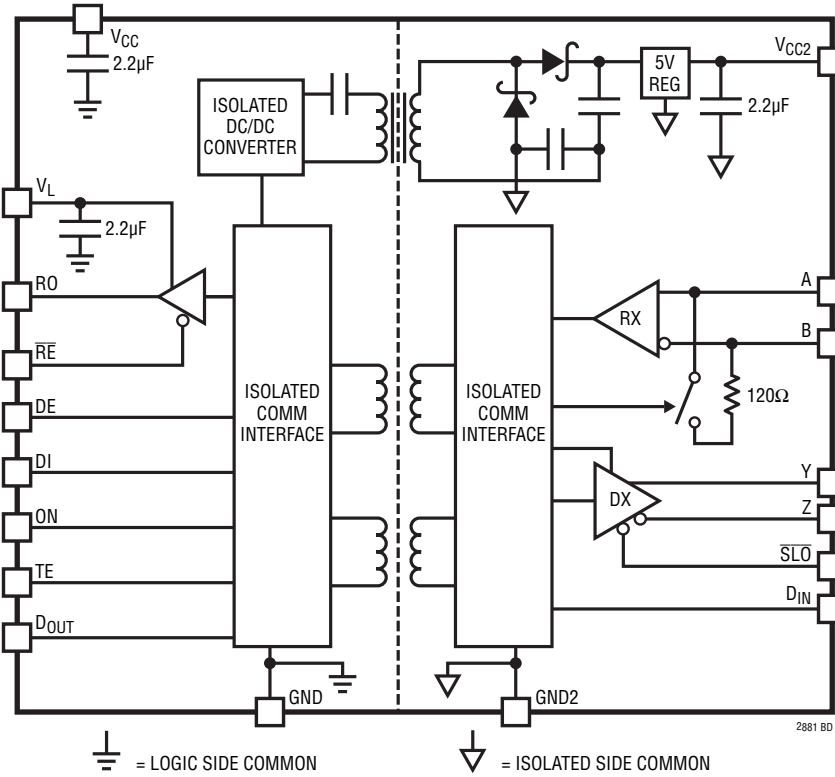 VCC
2.2µF
ISOLATED
DC/DC
CONVERTER
5V
REG
VCC2
2.2µF
VL
2.2µF
RO
RE
DE
DI
ON
TE
DOUT
ISOLATED
COMM
INTERFACE
ISOLATED
COMM
INTERFACE
RX
A
B
120Ω
DX
Y
Z
SLO
DIN
GND
GND2
2881 BD
= LOGIC SIDE COMMON
= ISOLATED SIDE COMMON